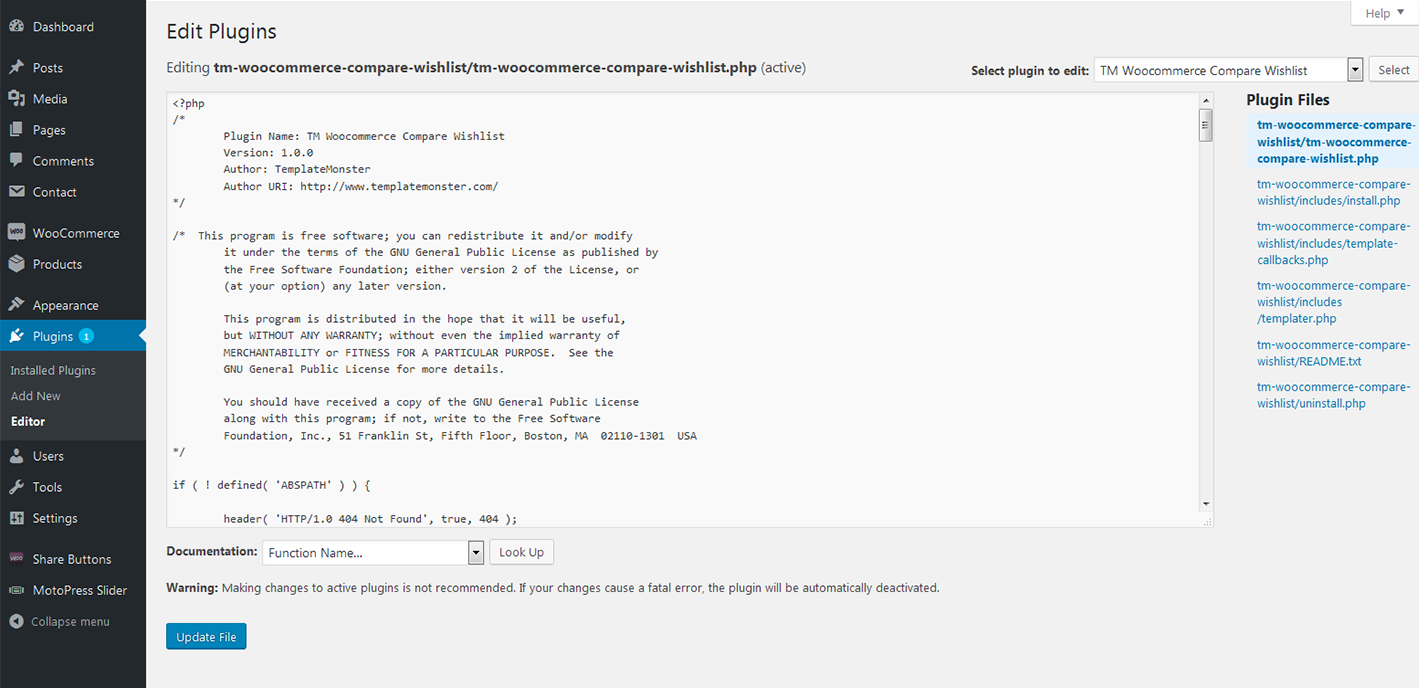 Dashboard
Posts
Media
Pages
Comments
Contact
WooCommerce
Products
Appearance
Plugins 1
Installed Plugins
Add New
Editor
Users
Tools
Settings
Share Buttons
MotoPress Slider
Collapse menu
Help
Edit Plugins
Editing tm-woocommerce-compare-wishlist/tm-woocommerce-compare-wishlist.php (active)
Select plugin to edit: TM Woocommerce Compare Wishlist Select
<?php
/*
Plugin Name: TM Woocommerce Compare Wishlist
Version: 1.0.0
Author: TemplateMonster
Author URI: http://www.templatemonster.com/
*/
/*  This program is free software; you can redistribute it and/or modify
it under the terms of the GNU General Public License as published by
the Free Software Foundation; either version 2 of the License, or
(at your option) any later version.
This program is distributed in the hope that it will be useful,
but WITHOUT ANY WARRANTY; without even the implied warranty of
MERCHANTABILITY or FITNESS FOR A PARTICULAR PURPOSE.  See the
GNU General Public License for more details.
You should have received a copy of the GNU General Public License
along with this program; if not, write to the Free Software
Foundation, Inc., 51 Franklin St, Fifth Floor, Boston, MA  02110-1301  USA
*/
if ( ! defined( 'ABSPATH' ) ) {
header( 'HTTP/1.0 404 Not Found', true, 404 );
Plugin Files
tm-woocommerce-compare-
wishlist/tm-woocommerce-
compare-wishlist.php
tm-woocommerce-compare-
wishlist/includes/install.php
tm-woocommerce-compare-
wishlist/includes/template-
callbacks.php
tm-woocommerce-compare-
wishlist/includes
/templater.php
tm-woocommerce-compare-
wishlist/README.txt
tm-woocommerce-compare-
wishlist/uninstall.php
Documentation: Function Name... Look Up
Warning: Making changes to active plugins is not recommended. If your changes cause a fatal error, the plugin will be automatically deactivated.
Update File